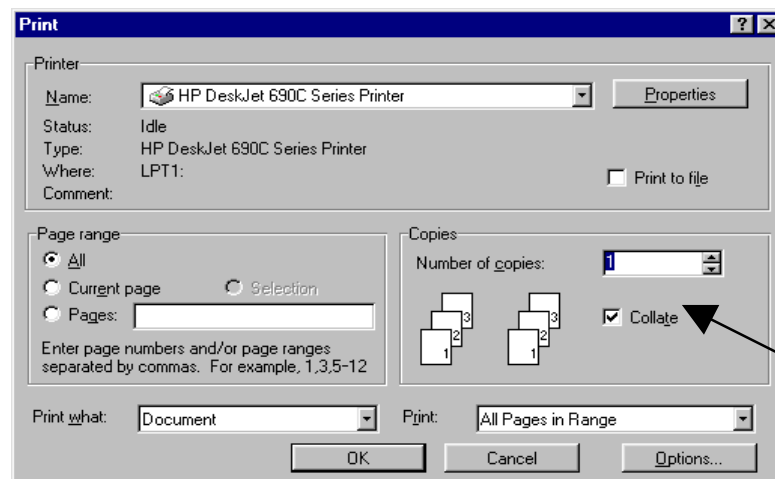 Print
Printer
Name: HP DeskJet 690C Series Printer Properties
Status: Idle
Type: HP DeskJet 690C Series Printer
Where: LPT1:
Comment:
Print to file
Page range
All
Current page Selection
Pages:
Enter page numbers and/or page ranges
separated by commas. For example, 1,3,5-12
Copies
Number of copies: 1
3 3
2 2
1 1
Collate
Print what: Document Print: All Pages in Range
OK Cancel Options...